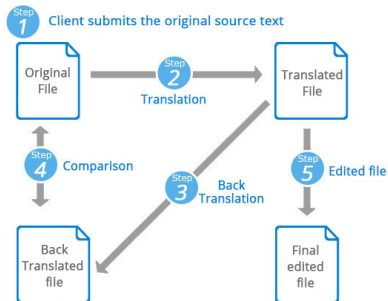 Step
1
Client submits the original source text
Original
File
Step
2
Translation
Translated
File
Step
4
Comparison
Step
3
Back
Translation
Step
5
Edited file
Back
Translated
file
Final
edited
file